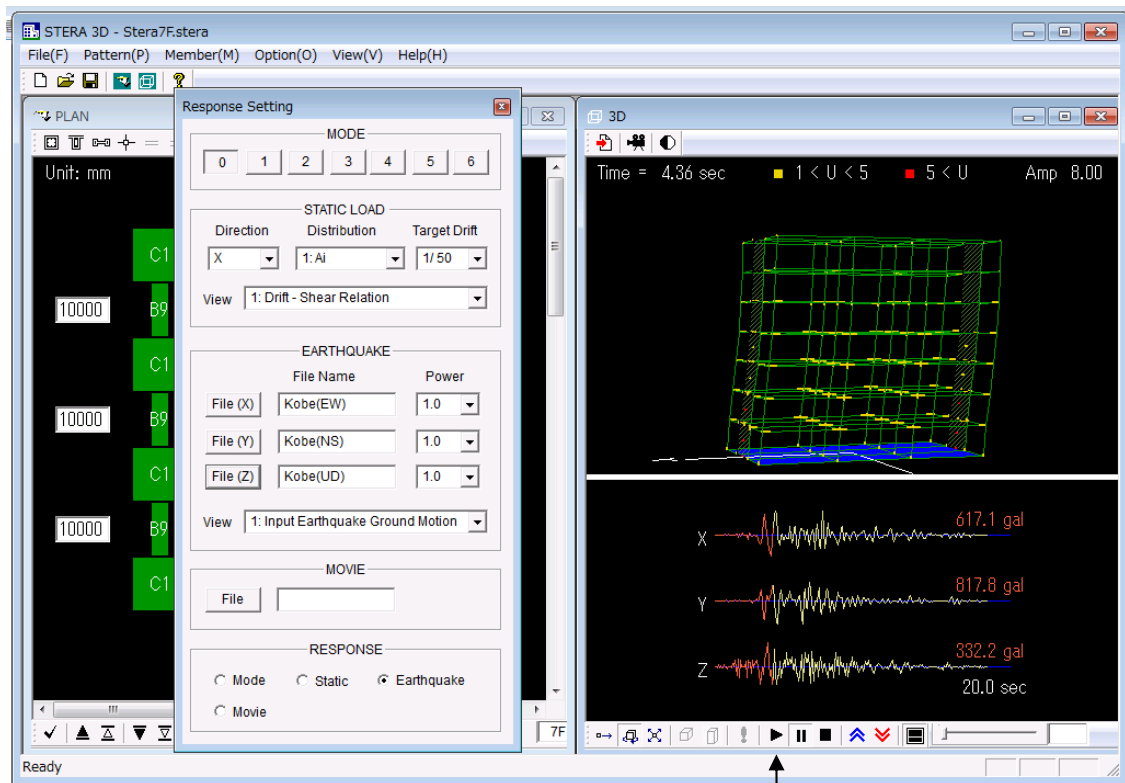 STERA 3D - Stera7F.stera
File(F) Pattern(P) Member(M) Option(O) View(V) Help(H)
PLAN
Unit: mm
C1
10000 B9
C1
10000 B9
C1
10000 B9
C1
7F
Response Setting
MODE
0 1 2 3 4 5 6
STATIC LOAD
Direction Distribution Target Drift
X 1: Ai 1/ 50
View 1: Drift - Shear Relation
EARTHQUAKE
File Name Power
File (X) Kobe(EW) 1.0
File (Y) Kobe(NS) 1.0
File (Z) Kobe(UD) 1.0
View 1: Input Earthquake Ground Motion
MOVIE
File
RESPONSE
Mode Static Earthquake
Movie
3D
Time = 4.36 sec 1 < U < 5 5 < U Amp 8.00
X 617.1 gal
Y 817.8 gal
Z 332.2 gal
20.0 sec
Ready